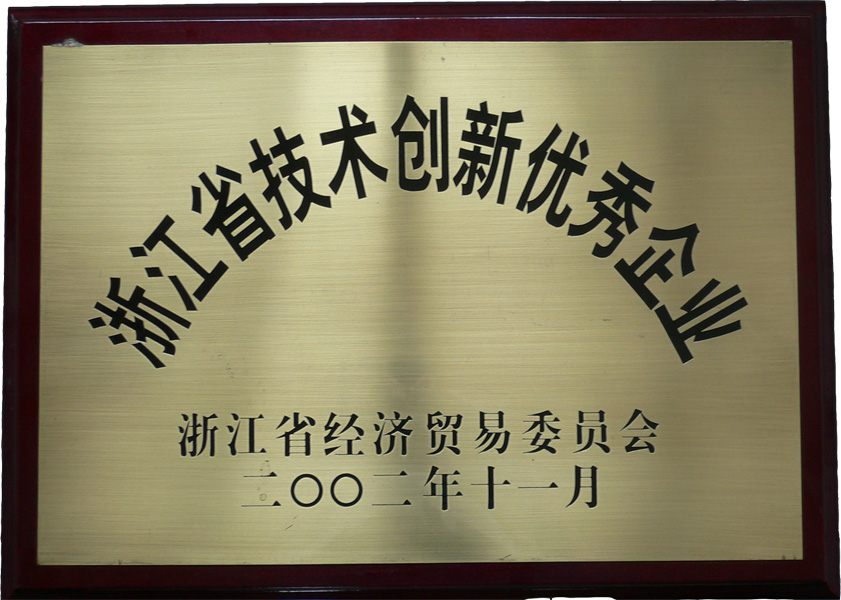 浙江省技术创新优秀企业
浙江省经济贸易委员会
二〇〇二年十一月